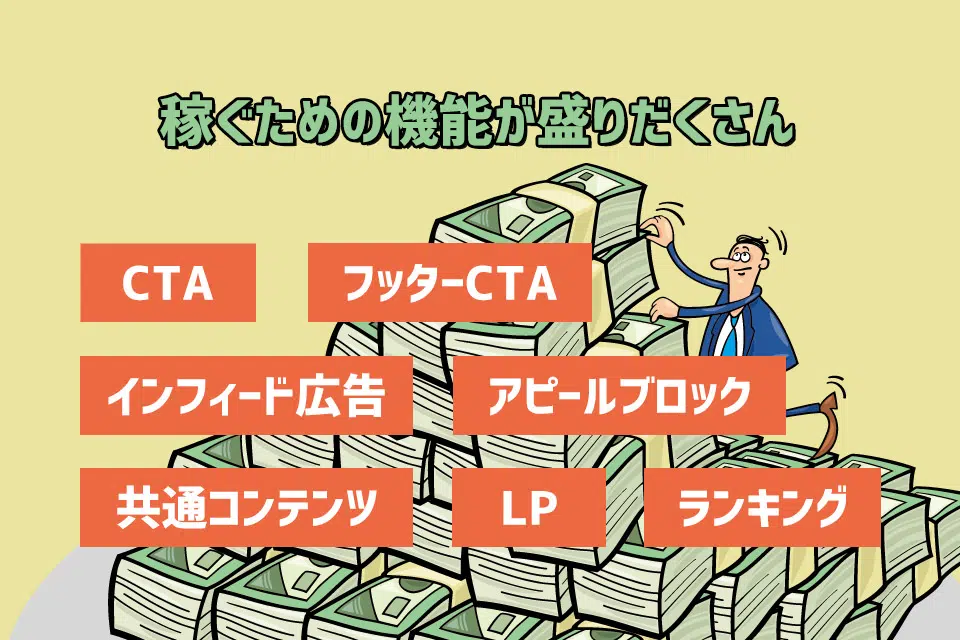 稼ぐための機能が盛りだくさん
CTA
フッターCTA
インフィード広告
アピールブロック
共通コンテンツ
LP
ランキング